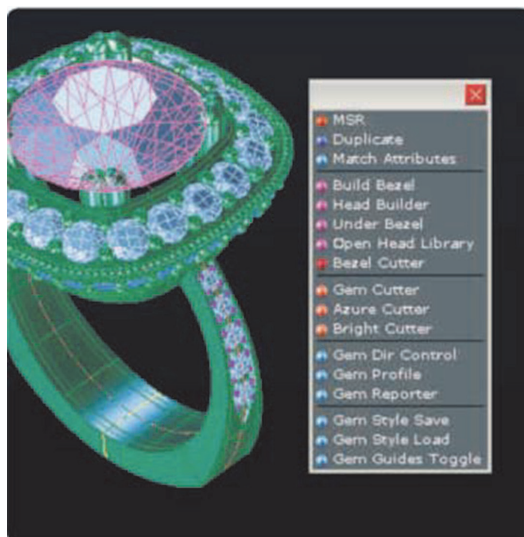 MSR
Duplicate
Match Attributes
Build Bezel
Head Builder
Under Bezel
Open Head Library
Bezel Cutter
Gem Cutter
Azure Cutter
Bright Cutter
Gem Dir Control
Gem Profile
Gem Reporter
Gem Style Save
Gem Style Load
Gem Guides Toggle